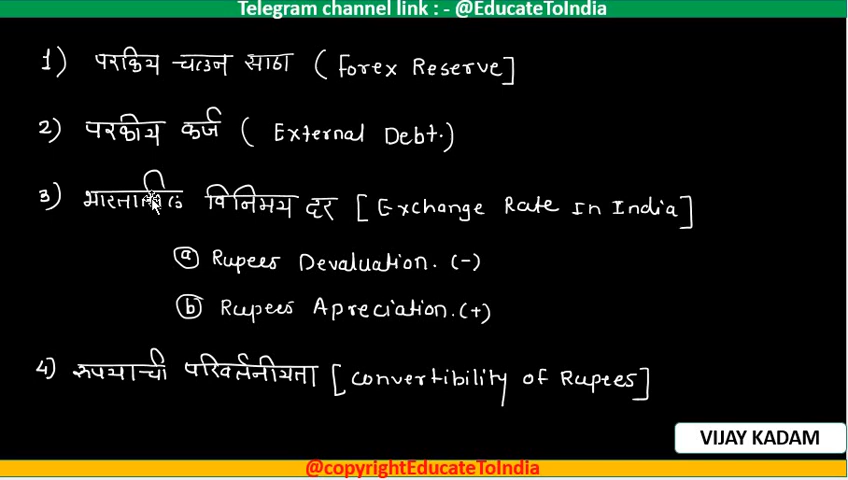 Telegram channel link : - @EducateToIndia
1) परकिय चलन साठा (Forex Reserve]
2) परकीय कर्ज ( External Debt.)
3) विनिमय दर [Exchange Rate In India]
(a) Rupees Devaluation. (-)
(b) Rupees Apreciation. (+)
4) रुपयाची परिवर्तनीयता [Convertibility of Rupees]
VIJAY KADAM
@copyrightEducateToIndia